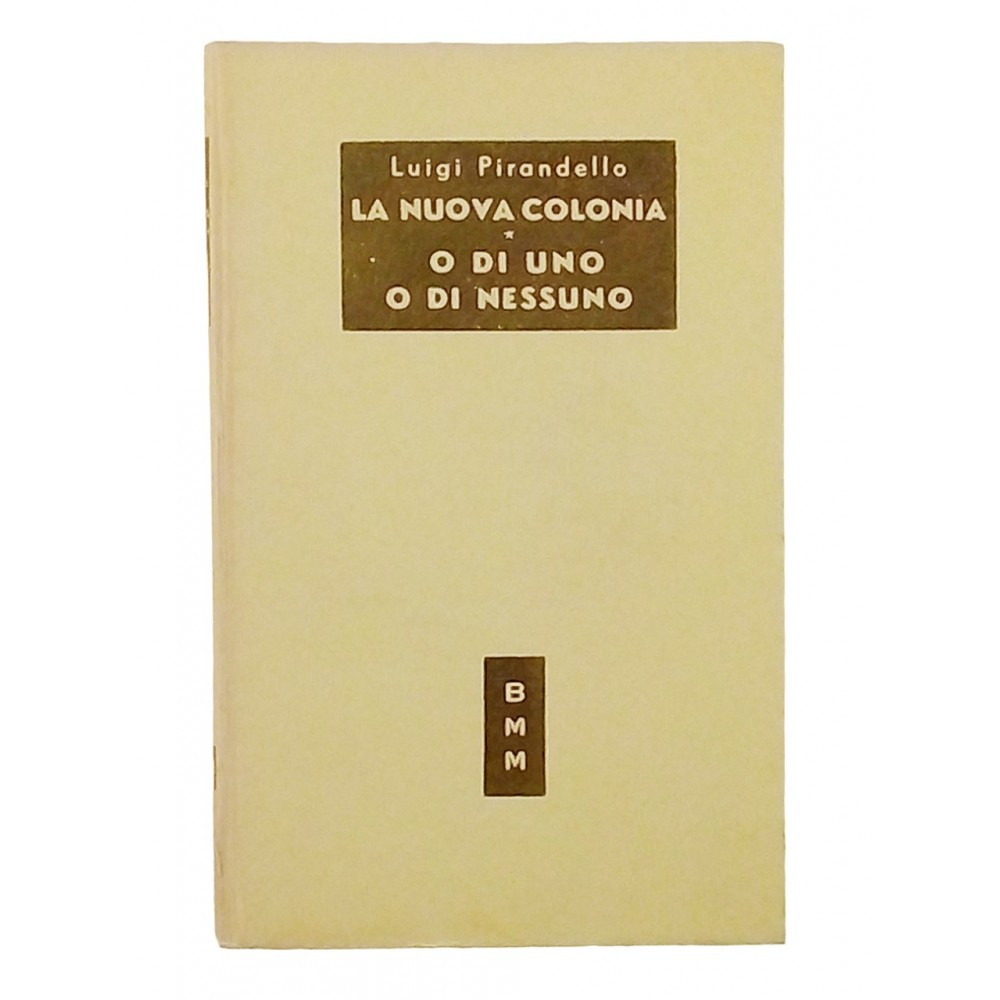 Luigi Pirandello
LA NUOVA COLONIA
*
O DI UNO
O DI NESSUNO
B
M
M